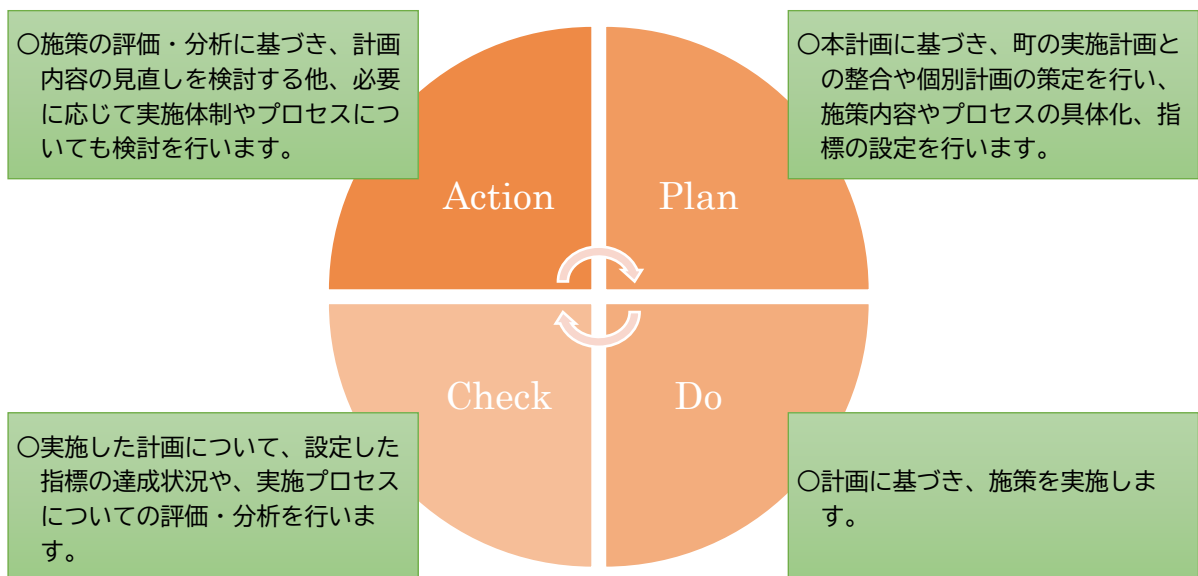 〇施策の評価・分析に基づき、計画
内容の見直しを検討する他、必要
に応じて実施体制やプロセスにつ
いても検討を行います。
〇本計画に基づき、町の実施計画と
の整合や個別計画の策定を行い、
施策内容やプロセスの具体化、指
標の設定を行います。
Action
Plan
Check
Do
〇実施した計画について、設定した
指標の達成状況や、実施プロセス
についての評価・分析を行いま
す。
〇計画に基づき、施策を実施しま
す。